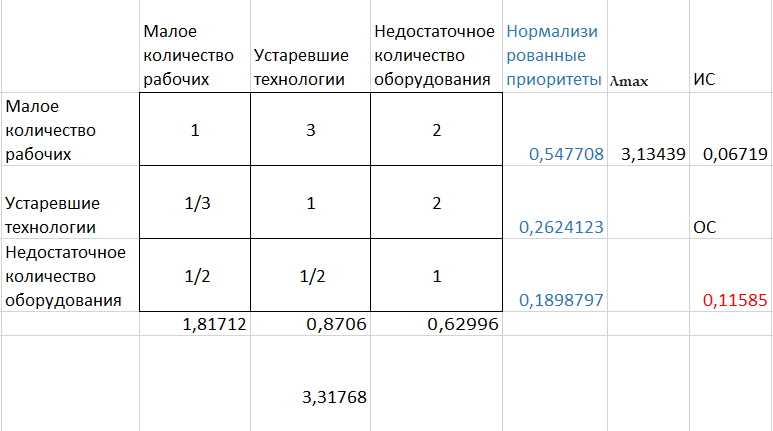 Малое количество рабочих
Устаревшие технологии
Недостаточное количество оборудования
Нормализи рованные приоритеты
λmax
ИС
Малое количество рабочих
1
3
2
0,547708
3,13439
0,06719
Устаревшие технологии
1/3
1
2
0,2624123
ОС
Недостаточное количество оборудования
1/2
1/2
1
0,1898797
0,11585
1,81712
0,8706
0,62996
3,31768